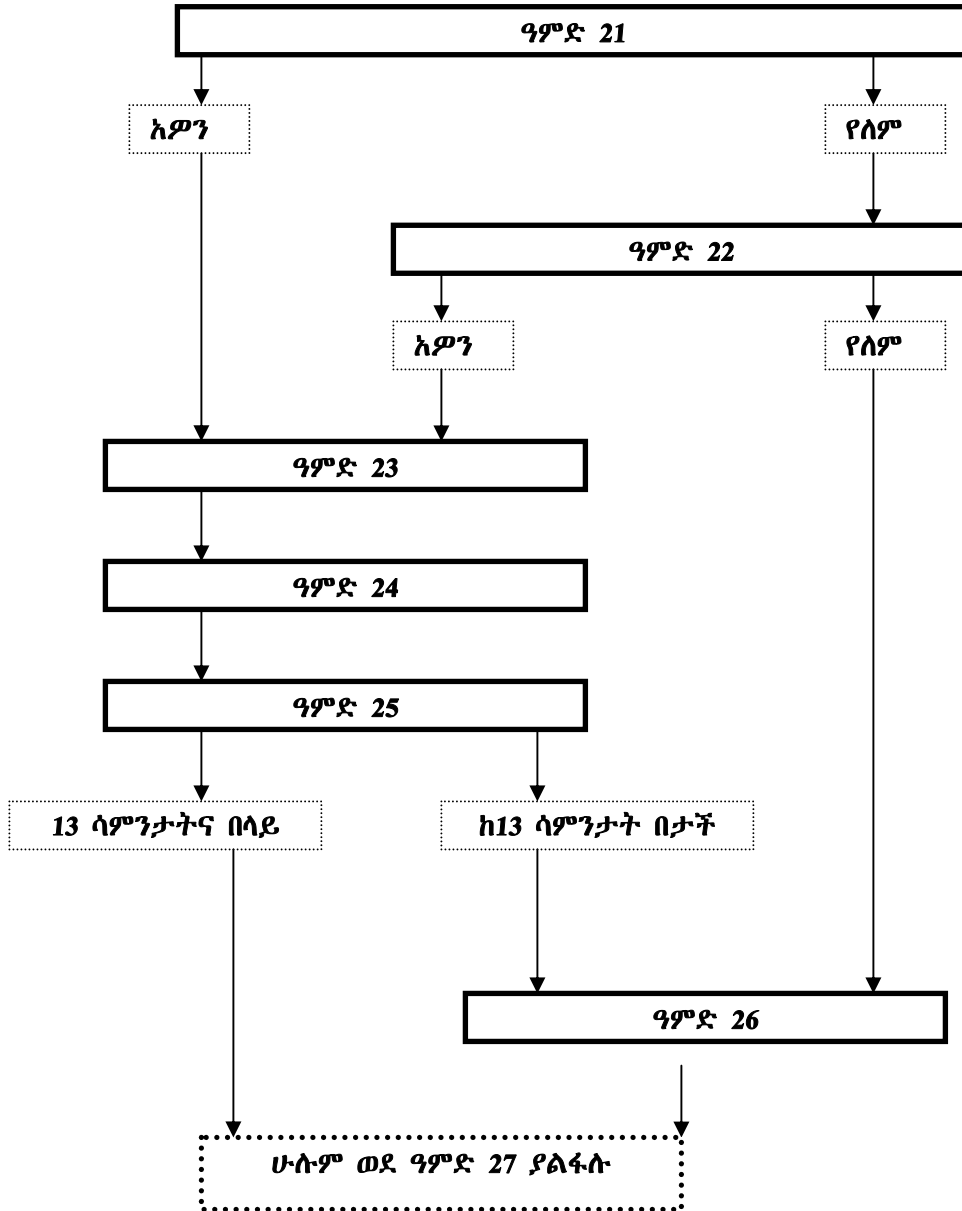 ዓምድ 21
አዎን
የለም
ዓምድ 22
አዎን
የለም
ዓምድ 23
ዓምድ 24
ዓምድ 25
13 ሳምንታትና በላይ
ከ13 ሳምንታት በታች
ዓምድ 26
ሁሉም ወደ ዓምድ 27 ያልፋሉ